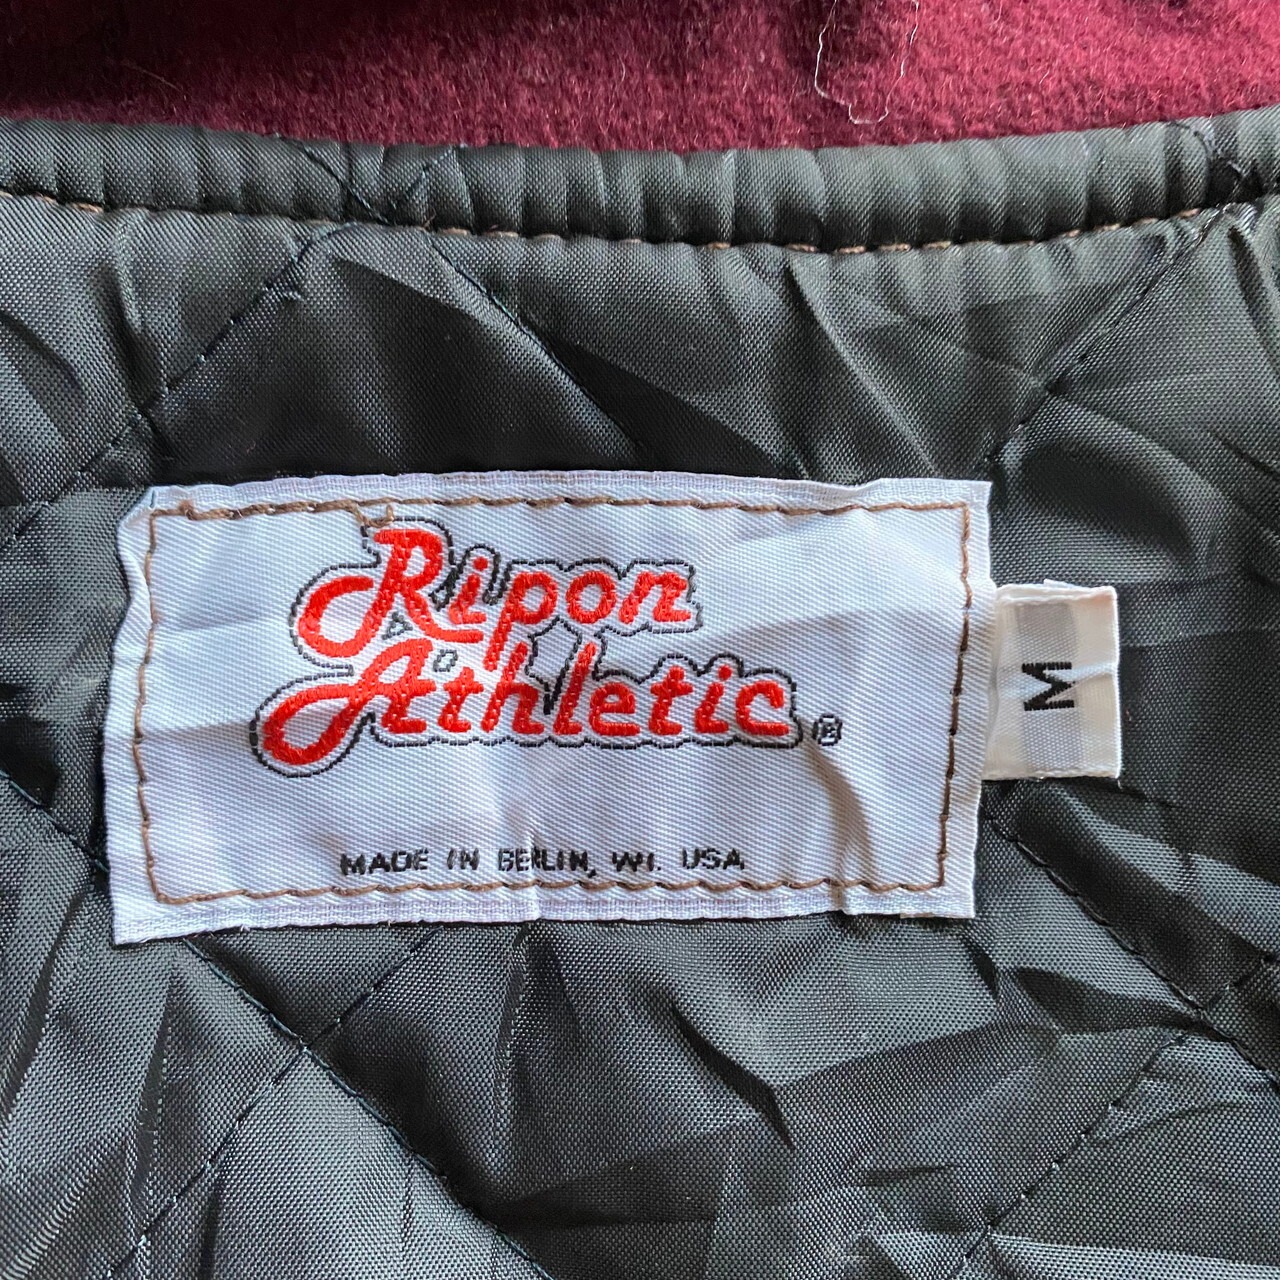 Ripon
Athletic ®
M
MADE IN BERLIN, WI. USA